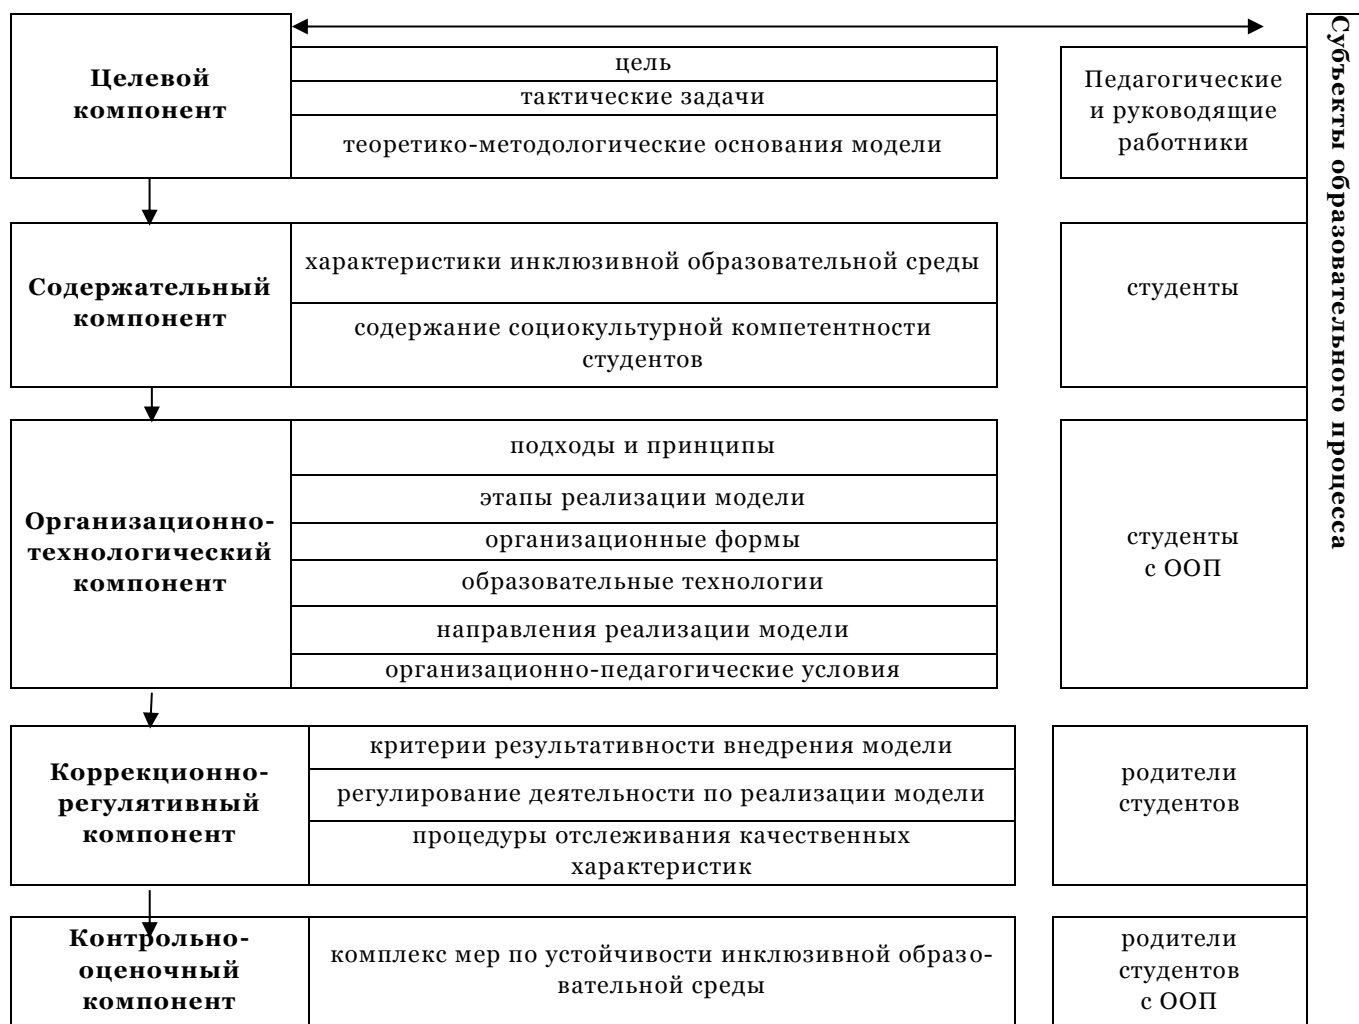 Целевой
компонент
цель
тактические задачи
теоретико-методологические основания модели
Педагогические
и руководящие
работники
Субъекты образовательного процесса
Содержательный
компонент
характеристики инклюзивной образовательной среды
содержание социокультурной компетентности
студентов
студенты
Организационно-
технологический
компонент
подходы и принципы
этапы реализации модели
организационные формы
образовательные технологии
направления реализации модели
организационно-педагогические условия
студенты
с ООП
Коррекционно-
регулятивный
компонент
критерии результативности внедрения модели
регулирование деятельности по реализации модели
процедуры отслеживания качественных
характеристик
родители
студентов
Контрольно-
оценочный
компонент
комплекс мер по устойчивости инклюзивной образо-
вательной среды
родители
студентов
с ООП